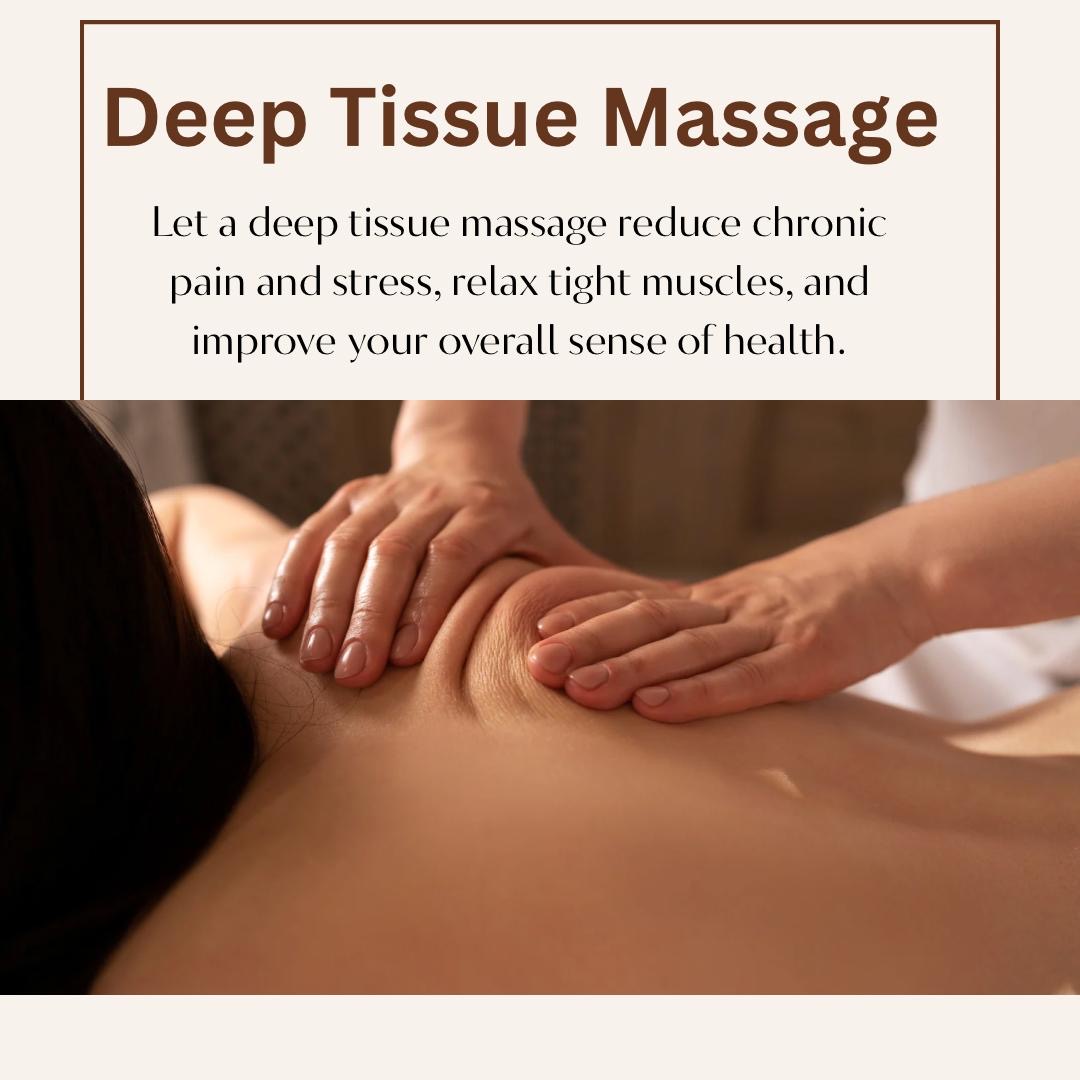 Deep Tissue Massage
Let a deep tissue massage reduce chronic
pain and stress, relax tight muscles, and
improve your overall sense of health.